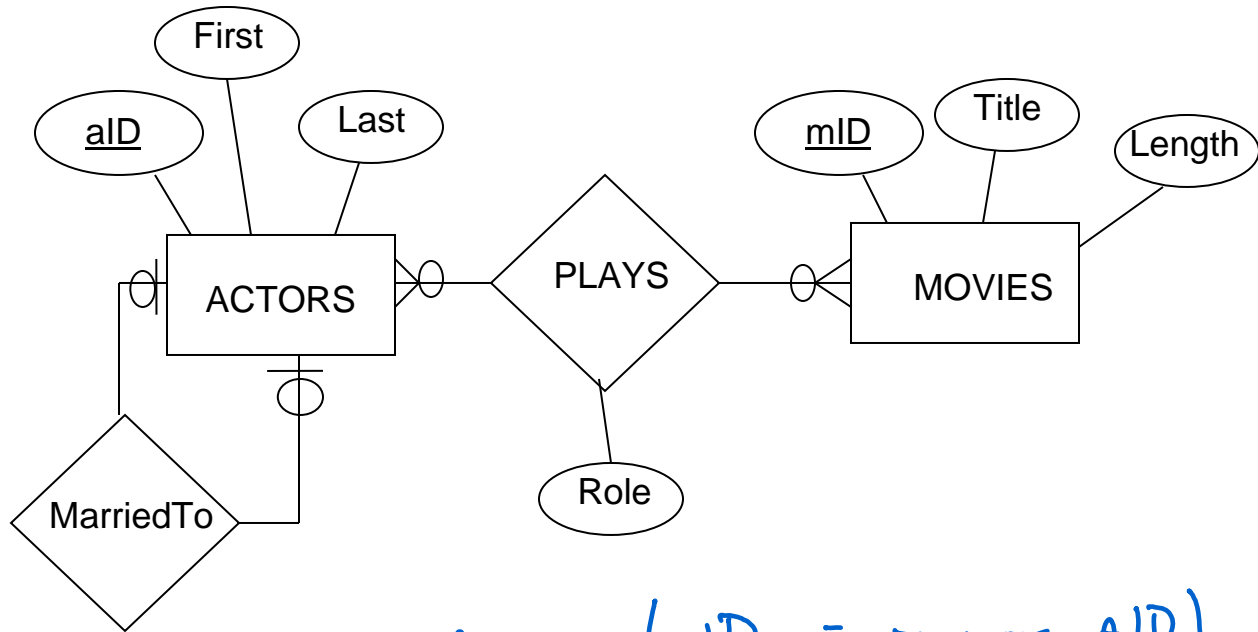 First
aID
Last
mID
Title
Length
ACTORS
PLAYS
MOVIES
MarriedTo
Role